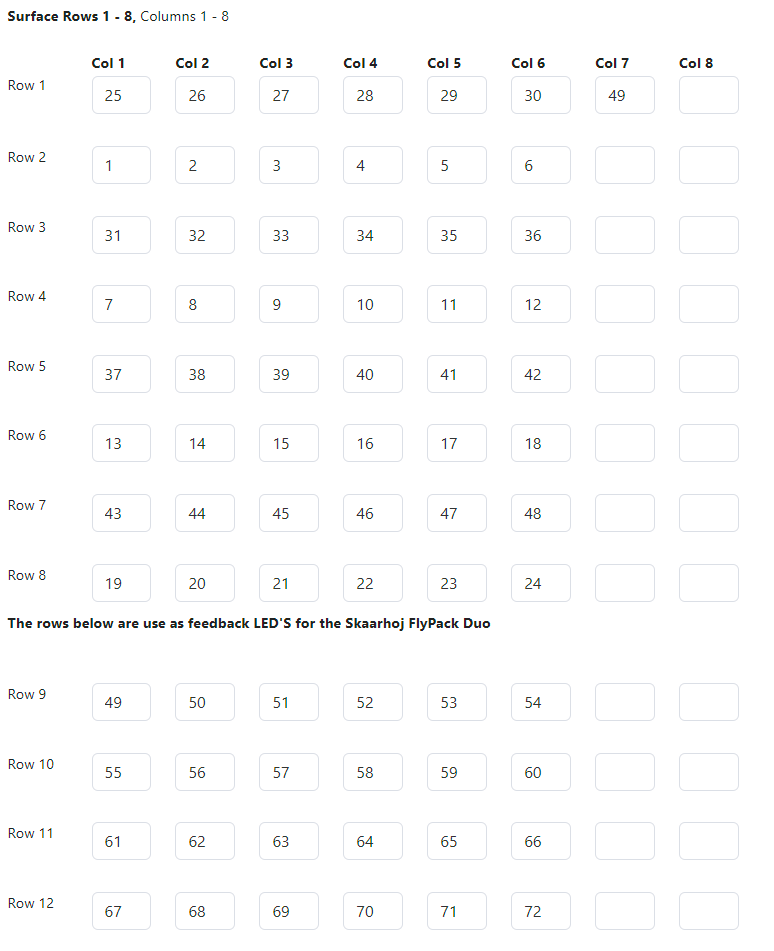 Surface Rows 1 - 8, Columns 1 - 8
Col 1 Col 2 Col 3 Col 4 Col 5 Col 6 Col 7 Col 8
Row 1 25 26 27 28 29 30 49
Row 2 1 2 3 4 5 6
Row 3 31 32 33 34 35 36
Row 4 7 8 9 10 11 12
Row 5 37 38 39 40 41 42
Row 6 13 14 15 16 17 18
Row 7 43 44 45 46 47 48
Row 8 19 20 21 22 23 24
The rows below are use as feedback LED'S for the Skaarhoj FlyPack Duo
Row 9 49 50 51 52 53 54
Row 10 55 56 57 58 59 60
Row 11 61 62 63 64 65 66
Row 12 67 68 69 70 71 72